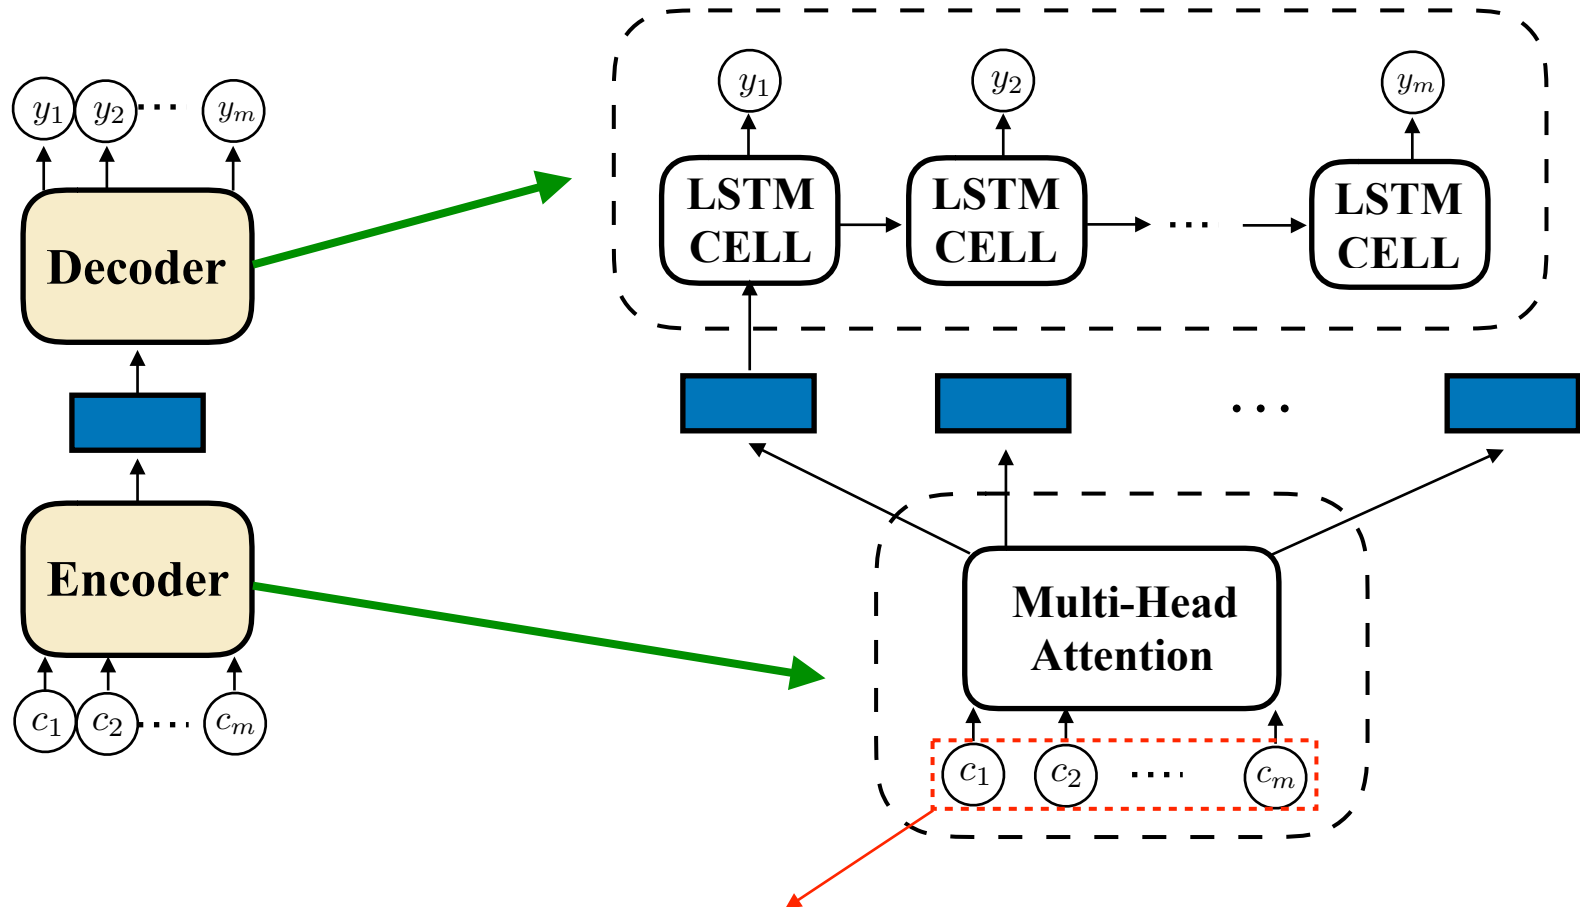 y1 y2 ····· ym
Decoder
Encoder
c1 c2 ····· cm
y1 y2 ym
LSTM CELL
LSTM CELL
·····
LSTM CELL
...
Multi-Head
Attention
c1 c2 ····· cm